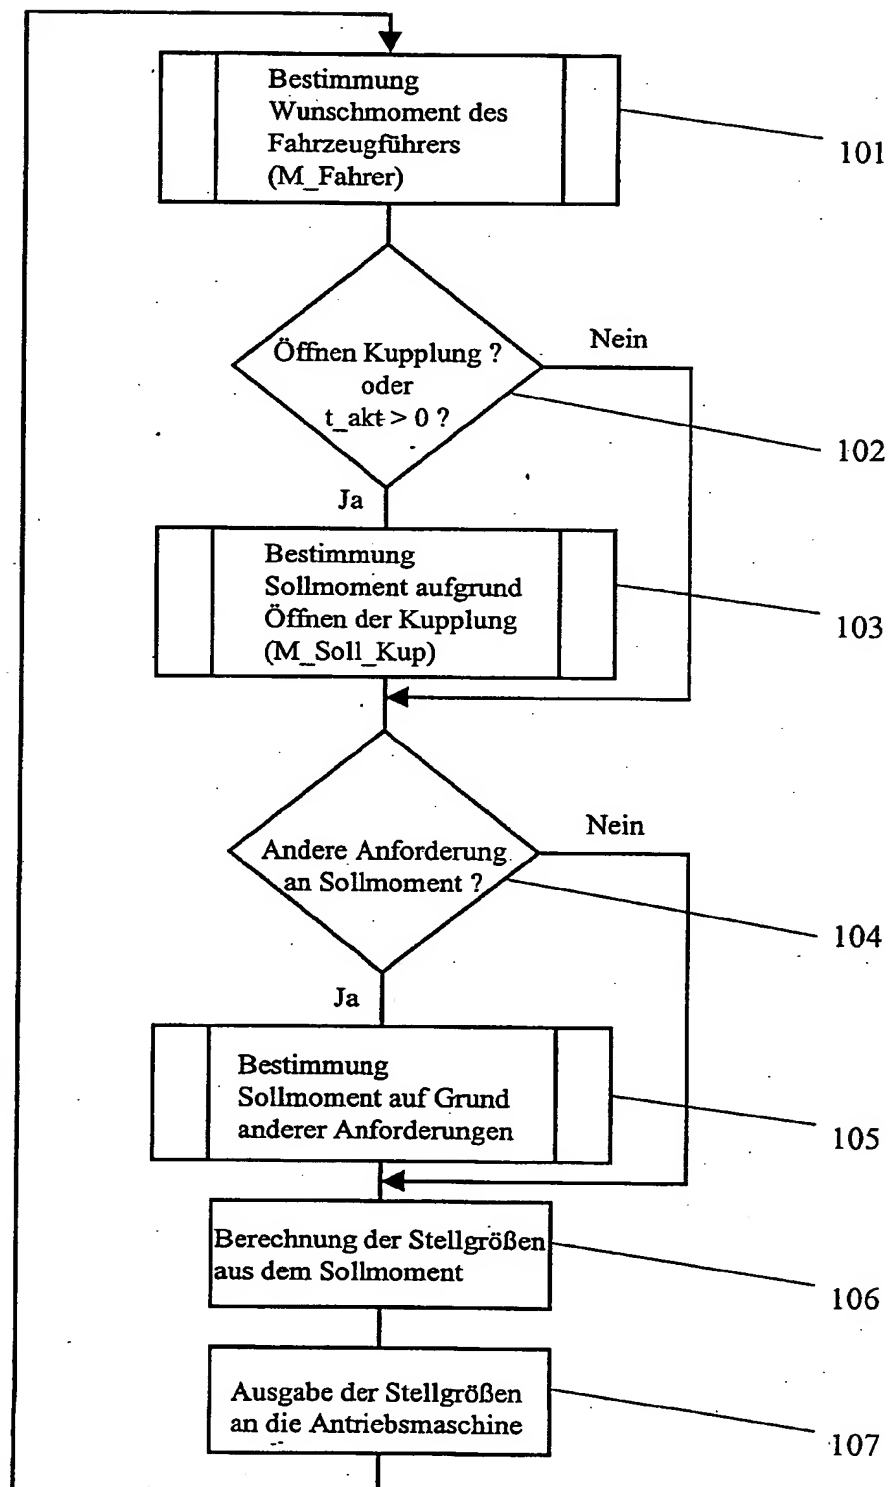 Bestimmung
Wunschmoment des
Fahrzeugführers
(M_Fahrer)
101
Nein
Öffnen Kupplung ?
oder
t_akt > 0 ?
102
Ja
Bestimmung
Sollmoment aufgrund
Öffnen der Kupplung
(M_Soll_Kup)
103
Nein
Andere Anforderung
an Sollmoment ?
104
Ja
Bestimmung
Sollmoment auf Grund
anderer Anforderungen
105
Berechnung der Stellgrößen
aus dem Sollmoment
106
Ausgabe der Stellgrößen
an die Antriebsmaschine
107